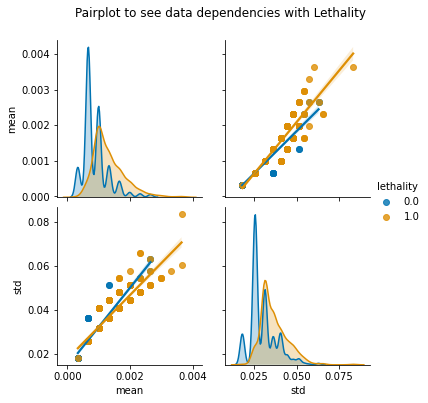 Pairplot to see data dependencies with Lethality
0.004
0.003
0.002
0.001
0.000
mean
lethality
0.0
1.0
0.08
0.06
0.04
0.02
std
0.000 0.002 0.004
mean
0.025 0.050 0.075
std